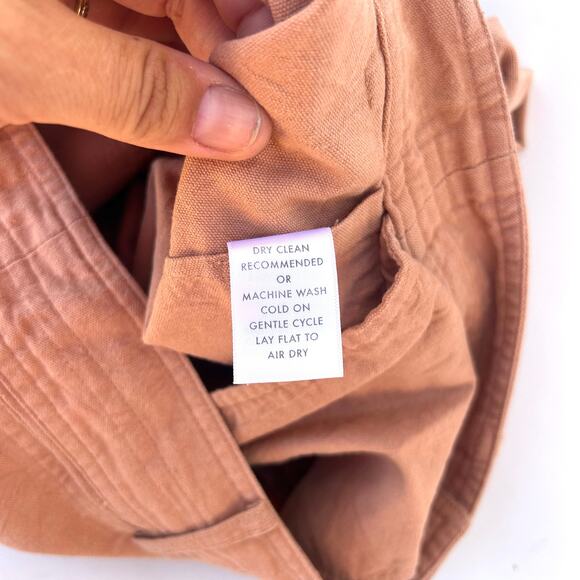 DRY CLEAN
RECOMMENDED
OR
MACHINE WASH
COLD ON
GENTLE CYCLE
LAY FLAT TO
AIR DRY